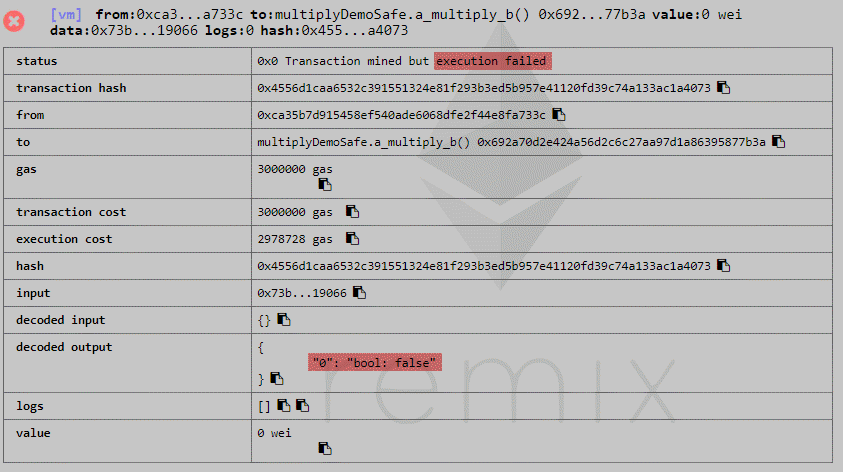 [vm] from:0xca3...a733c to:multiplyDemoSafe.a_multiply_b() 0x692...77b3a value:0 wei
data:0x73b...19066 logs:0 hash:0x455...a4073
status 0x0 Transaction mined but execution failed
transaction hash 0x4556d1caa6532c391551324e81f293b3ed5b957e41120fd39c74a133ac1a4073
from 0xca35b7d915458ef540ade6068dfe2f44e8fa733c
to multiplyDemoSafe.a_multiply_b() 0x692a70d2e424a56d2c6c27aa97d1a86395877b3a
gas 3000000 gas
transaction cost 3000000 gas
execution cost 2978728 gas
hash 0x4556d1caa6532c391551324e81f293b3ed5b957e41120fd39c74a133ac1a4073
input 0x73b...19066
decoded input {}
decoded output {
"0": "bool: false"
}
remix
logs []
value 0 wei